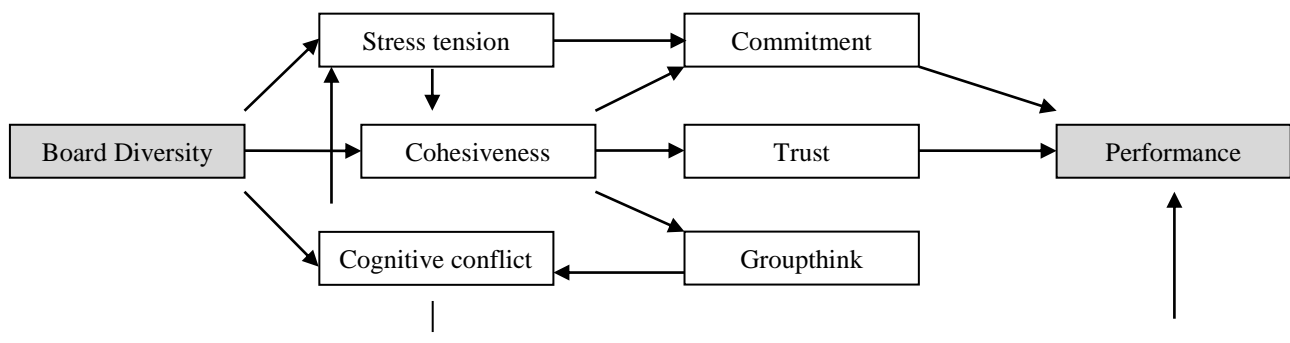 Stress tension
Commitment
Board Diversity
Cohesiveness
Trust
Performance
Cognitive conflict
Groupthink